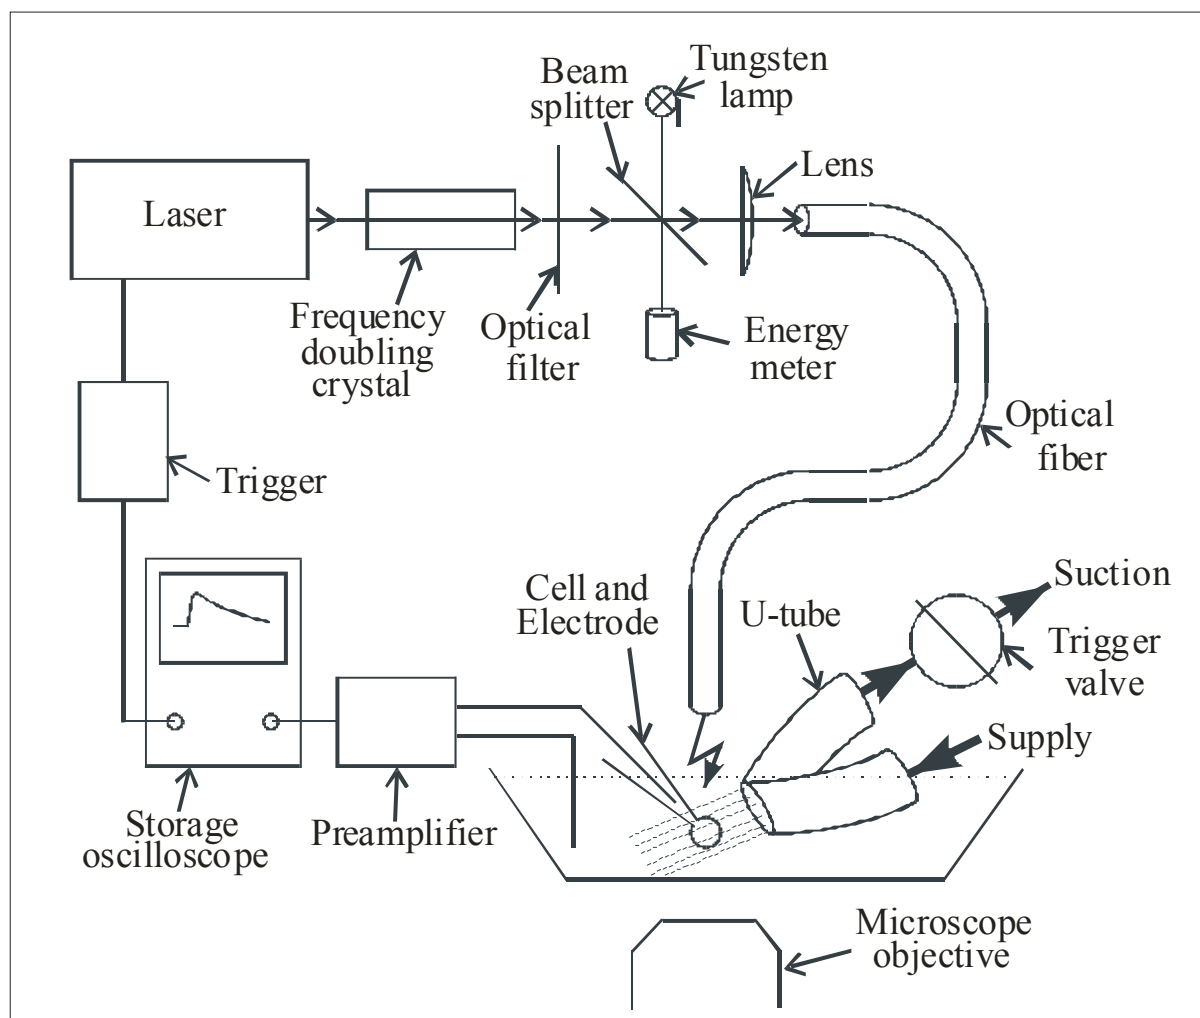 Tungsten
lamp
Beam
splitter
Lens
Laser
Frequency
doubling
crystal
Optical
filter
Energy
meter
Optical
fiber
Trigger
Cell and
Electrode
U-tube
Suction
Trigger
valve
Supply
Storage
oscilloscope
Preamplifier
Microscope
objective